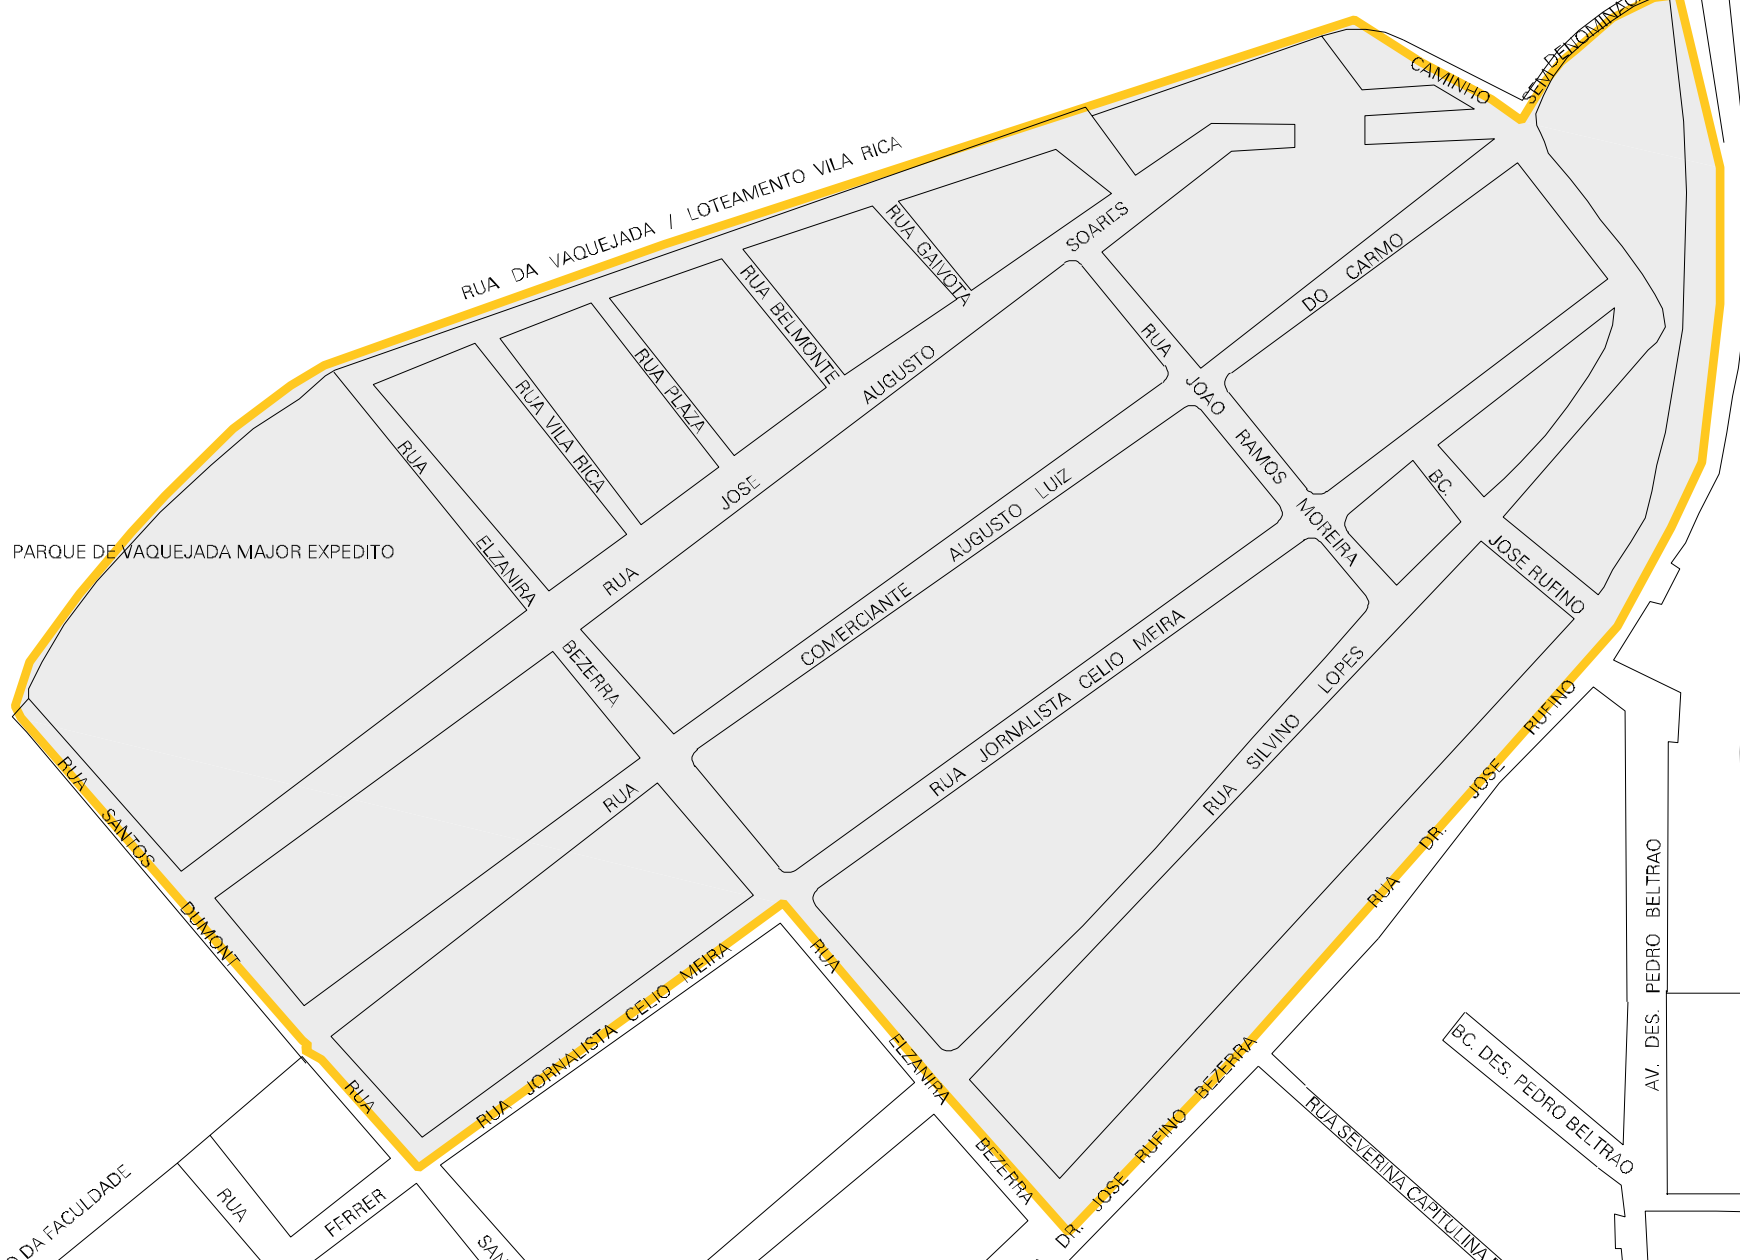 CAMINHO
SEM DENOMINACA
RUA DA VAQUEJADA / LOTEAMENTO VILA RICA
RUA GAIVOTA
RUA BELMONTE
RUA PLAZA
RUA VILA RICA
RUA ELZANIRA BEZERRA
RUA JOSE AUGUSTO SOARES
RUA JOAO RAMOS MOREIRA
RUA COMERCIANTE AUGUSTO LUIZ DO CARMO
BC. JOSE RUFINO
PARQUE DE VAQUEJADA MAJOR EXPEDITO
RUA JORNALISTA CELIO MEIRA
RUA SILVINO LOPES
RUA DR. JOSE RUFINO
RUA SANTOS DUMONT
RUA
RUA JORNALISTA CELIO MEIRA
RUA ELZANIRA BEZERRA
DR. JOSE RUFINO BEZERRA
AV. DES. PEDRO BELTRAO
BC. DES. PEDRO BELTRAO
RUA SEVERINA CAPITULINA
DA FACULDADE
RUA
FERRER
SAN